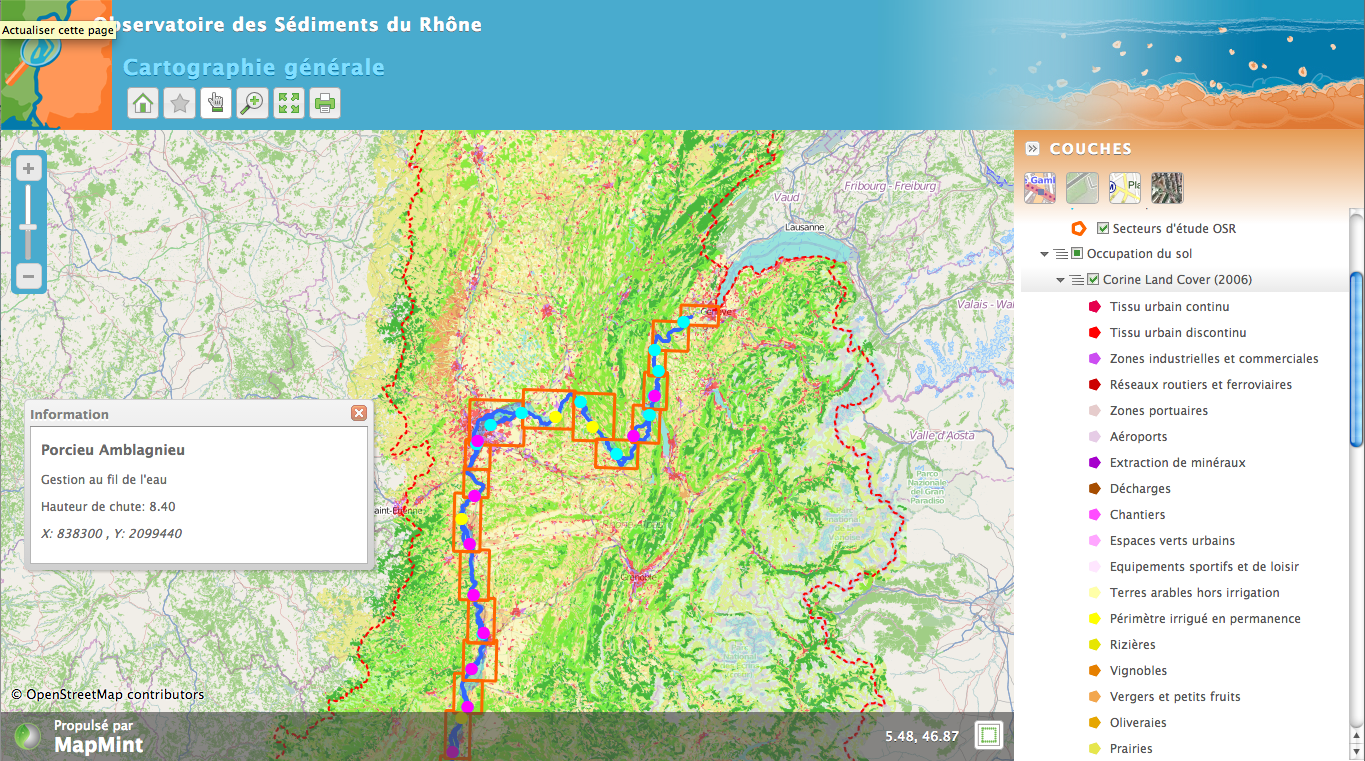 Actualiser cette page
Observatoire des Sédiments du Rhône
Cartographie générale
COUCHES
Secteurs d'étude OSR
Occupation du sol
Corine Land Cover (2006)
Tissu urbain continu
Tissu urbain discontinu
Zones industrielles et commerciales
Réseaux routiers et ferroviaires
Zones portuaires
Aéroports
Extraction de minéraux
Décharges
Chantiers
Espaces verts urbains
Equipements sportifs et de loisir
Terres arables hors irrigation
Périmètre irrigué en permanence
Rizières
Vignobles
Vergers et petits fruits
Oliveraies
Prairies
Fribourg - Freiburg
Vaud
Lausanne
Valle d'Aosta
Parco
Nazionale
del Gran
Paradiso
Grenoble
Information
Porcieu Amblagnieu
Gestion au fil de l'eau
Hauteur de chute: 8.40
X: 838300 , Y: 2099440
© OpenStreetMap contributors
Propulsé par
MapMint
5.48, 46.87